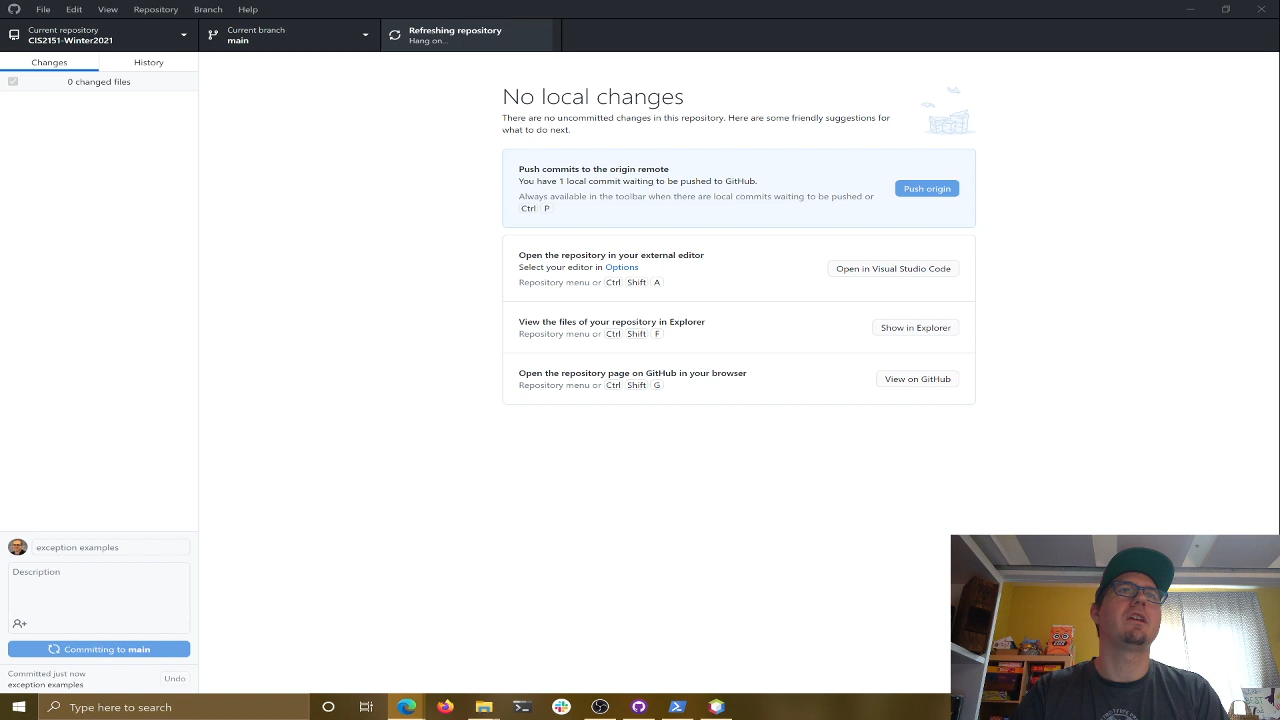 File Edit View Repository Branch Help
Current repository
CIS2151-Winter2021
Current branch
main
Refreshing repository
Hang on...
Changes
History
0 changed files
No local changes
There are no uncommitted changes in this repository. Here are some friendly suggestions for
what to do next.
Push commits to the origin remote
You have 1 local commit waiting to be pushed to GitHub.
Always available in the toolbar when there are local commits waiting to be pushed or
Ctrl P
Push origin
Open the repository in your external editor
Select your editor in Options
Repository menu or Ctrl Shift A
Open in Visual Studio Code
View the files of your repository in Explorer
Repository menu or Ctrl Shift F
Show in Explorer
Open the repository page on GitHub in your browser
Repository menu or Ctrl Shift G
View on GitHub
exception examples
Description
Committing to main
Committed just now
exception examples
Undo
Type here to search